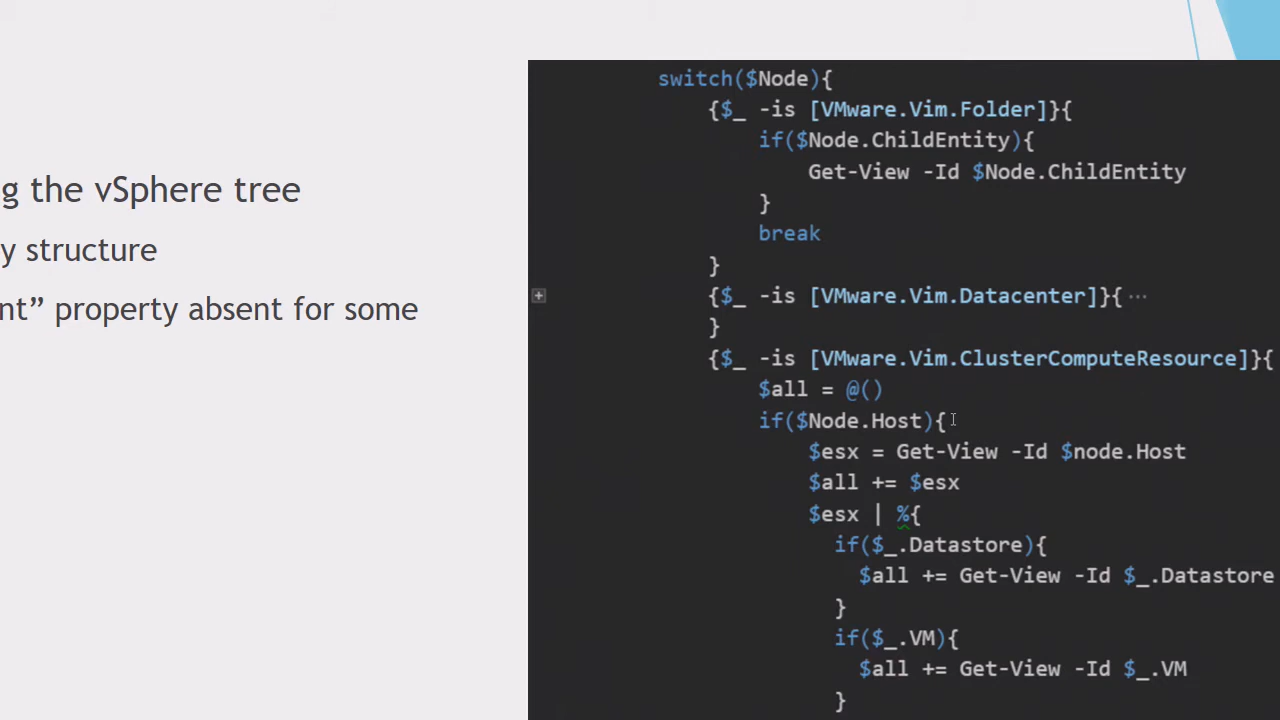 g the vSphere tree
y structure
nt” property absent for some
switch($Node){
{$_ -is [VMware.Vim.Folder]}{
if($Node.ChildEntity){
Get-View -Id $Node.ChildEntity
}
break
}
{$_ -is [VMware.Vim.Datacenter]}{ ···
}
{$_ -is [VMware.Vim.ClusterComputeResource]}{
$all = @()
if($Node.Host){
$esx = Get-View -Id $node.Host
$all += $esx
$esx | %{
if($_.Datastore){
$all += Get-View -Id $_.Datastore
}
if($_.VM){
$all += Get-View -Id $_.VM
}